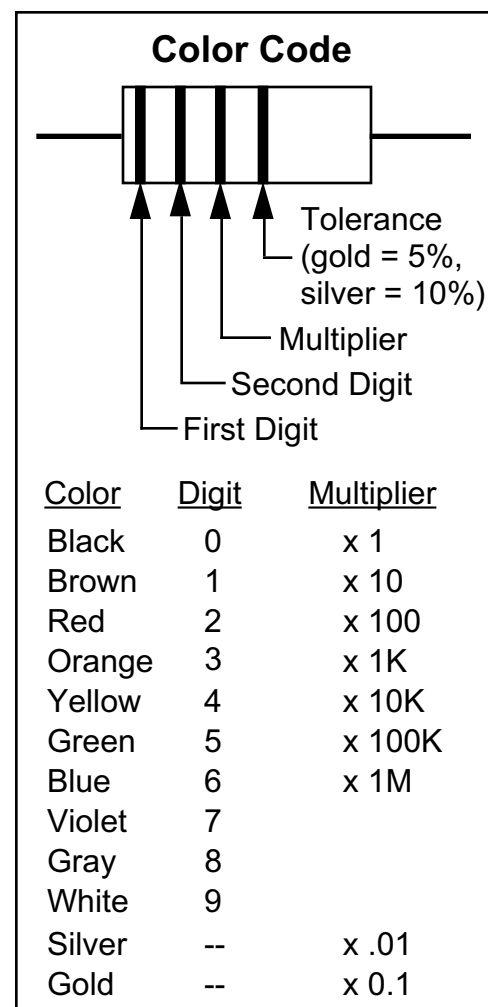 Color Code
Tolerance
(gold = 5%,
silver = 10%)
Multiplier
Second Digit
First Digit
Color Digit Multiplier
Black 0 x 1
Brown 1 x 10
Red 2 x 100
Orange 3 x 1K
Yellow 4 x 10K
Green 5 x 100K
Blue 6 x 1M
Violet 7
Gray 8
White 9
Silver -- x .01
Gold -- x 0.1